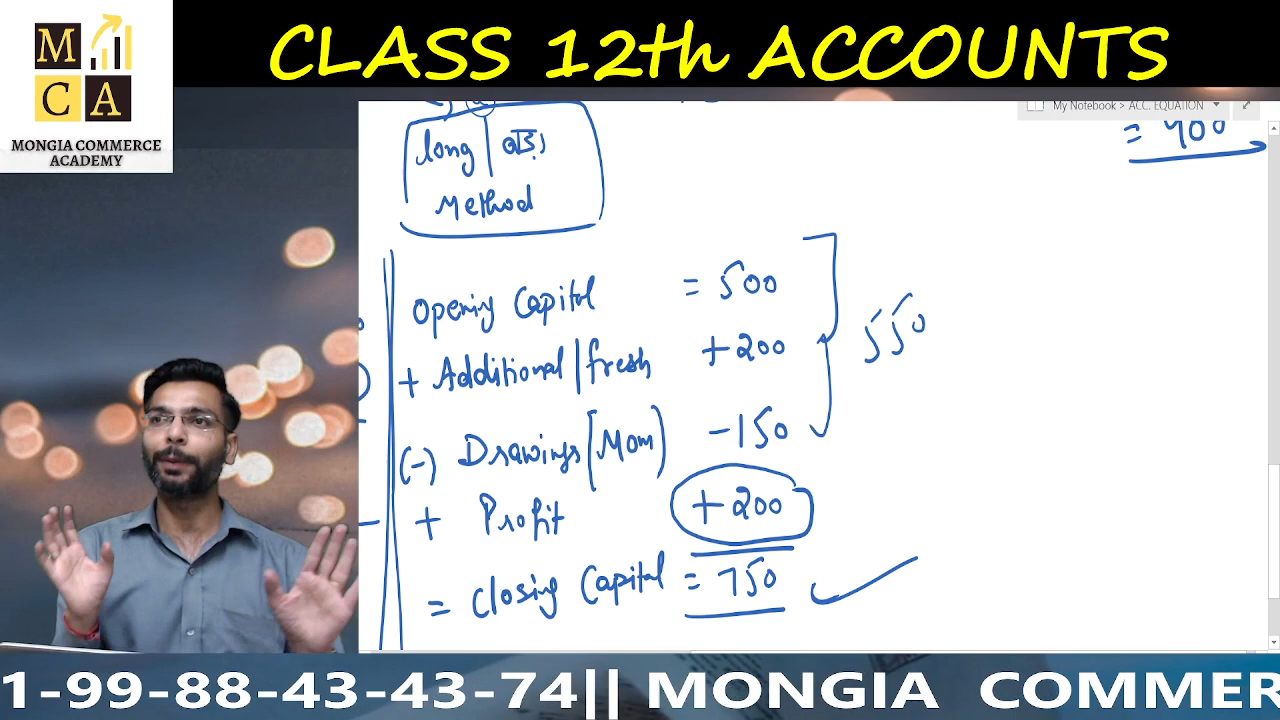 CLASS 12th ACCOUNTS
M
C A
MONGIA COMMERCE
ACADEMY
My Notebook > ACC. EQUATION
= 400
long |
Method
Opening Capital = 500
+ Additional / fresh +200
550
(-) Drawings [Mom] -150
+ Profit +200
= Closing Capital = 750
1-99-88-43-43-74|| MONGIA COMMER